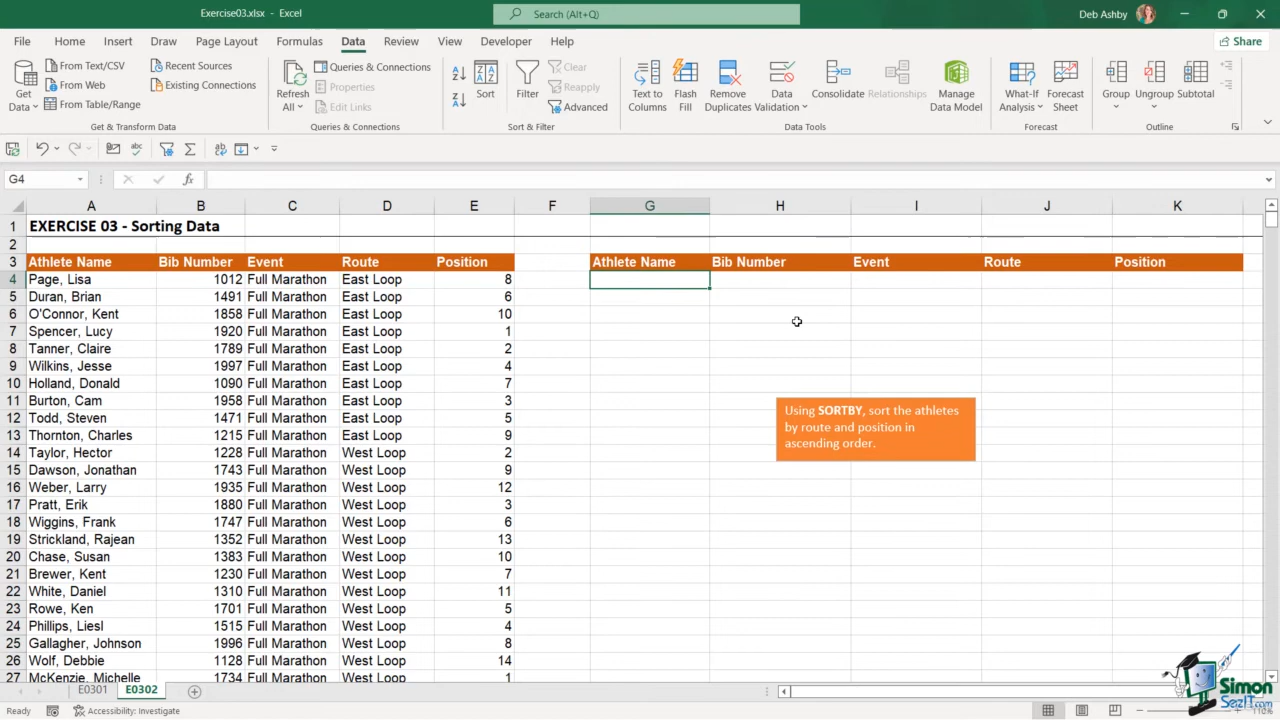 Exercise03.xlsx - Excel
Search (Alt+Q)
Deb Ashby
File Home Insert Draw Page Layout Formulas Data Review View Developer Help
Share
Get Data
From Text/CSV
From Web
From Table/Range
Recent Sources
Existing Connections
Get & Transform Data
Refresh All
Queries & Connections
Properties
Edit Links
Queries & Connections
Sort
Filter
Clear
Reapply
Advanced
Sort & Filter
Text to Columns
Flash Fill
Remove Duplicates
Data Validation
Consolidate
Relationships
Manage Data Model
Data Tools
What-If Analysis
Forecast Sheet
Forecast
Group
Ungroup
Subtotal
Outline
G4
fx
A B C D E F G H I J K
1 EXERCISE 03 - Sorting Data
2
3 Athlete Name Bib Number Event Route Position Athlete Name Bib Number Event Route Position
4 Page, Lisa 1012 Full Marathon East Loop 8
5 Duran, Brian 1491 Full Marathon East Loop 6
6 O'Connor, Kent 1858 Full Marathon East Loop 10
7 Spencer, Lucy 1920 Full Marathon East Loop 1
8 Tanner, Claire 1789 Full Marathon East Loop 2
9 Wilkins, Jesse 1997 Full Marathon East Loop 4
10 Holland, Donald 1090 Full Marathon East Loop 7
11 Burton, Cam 1958 Full Marathon East Loop 3
12 Todd, Steven 1471 Full Marathon East Loop 5
13 Thornton, Charles 1215 Full Marathon East Loop 9
14 Taylor, Hector 1228 Full Marathon West Loop 2
15 Dawson, Jonathan 1743 Full Marathon West Loop 9
16 Weber, Larry 1935 Full Marathon West Loop 12
17 Pratt, Erik 1880 Full Marathon West Loop 3
18 Wiggins, Frank 1747 Full Marathon West Loop 6
19 Strickland, Rajean 1352 Full Marathon West Loop 13
20 Chase, Susan 1383 Full Marathon West Loop 10
21 Brewer, Kent 1230 Full Marathon West Loop 7
22 White, Daniel 1310 Full Marathon West Loop 11
23 Rowe, Ken 1701 Full Marathon West Loop 5
24 Phillips, Liesl 1515 Full Marathon West Loop 4
25 Gallagher, Johnson 1996 Full Marathon West Loop 8
26 Wolf, Debbie 1128 Full Marathon West Loop 14
27 McKenzie, Michelle 1734 Full Marathon West Loop 1
Using SORTBY, sort the athletes
by route and position in
ascending order.
E0301 E0302
Ready
Accessibility: Investigate
Simon
SezIT.com